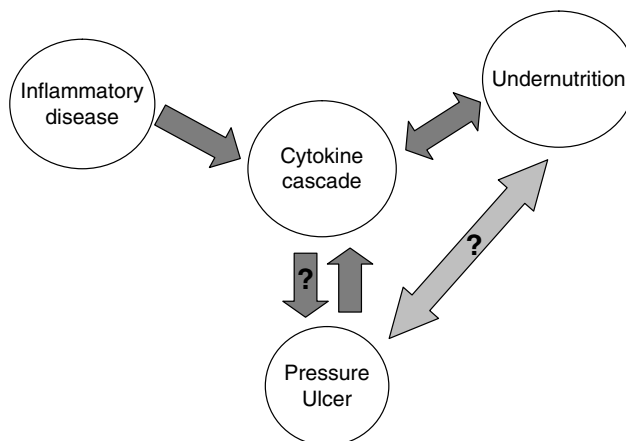 Inflammatory
disease
Undernutrition
Cytokine
cascade
?
?
Pressure
Ulcer